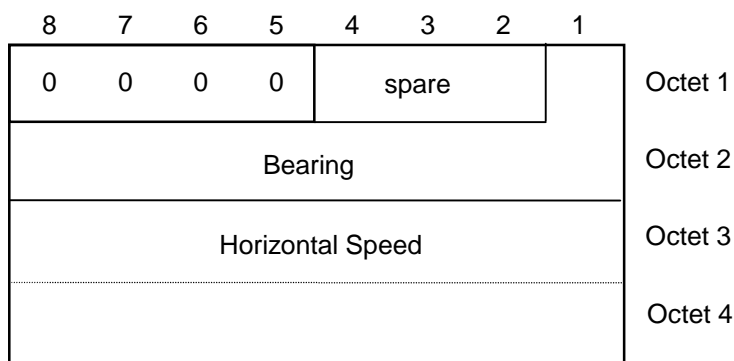 8 7 6 5 4 3 2 1
0 0 0 0 spare Octet 1
Bearing Octet 2
Horizontal Speed Octet 3
Octet 4